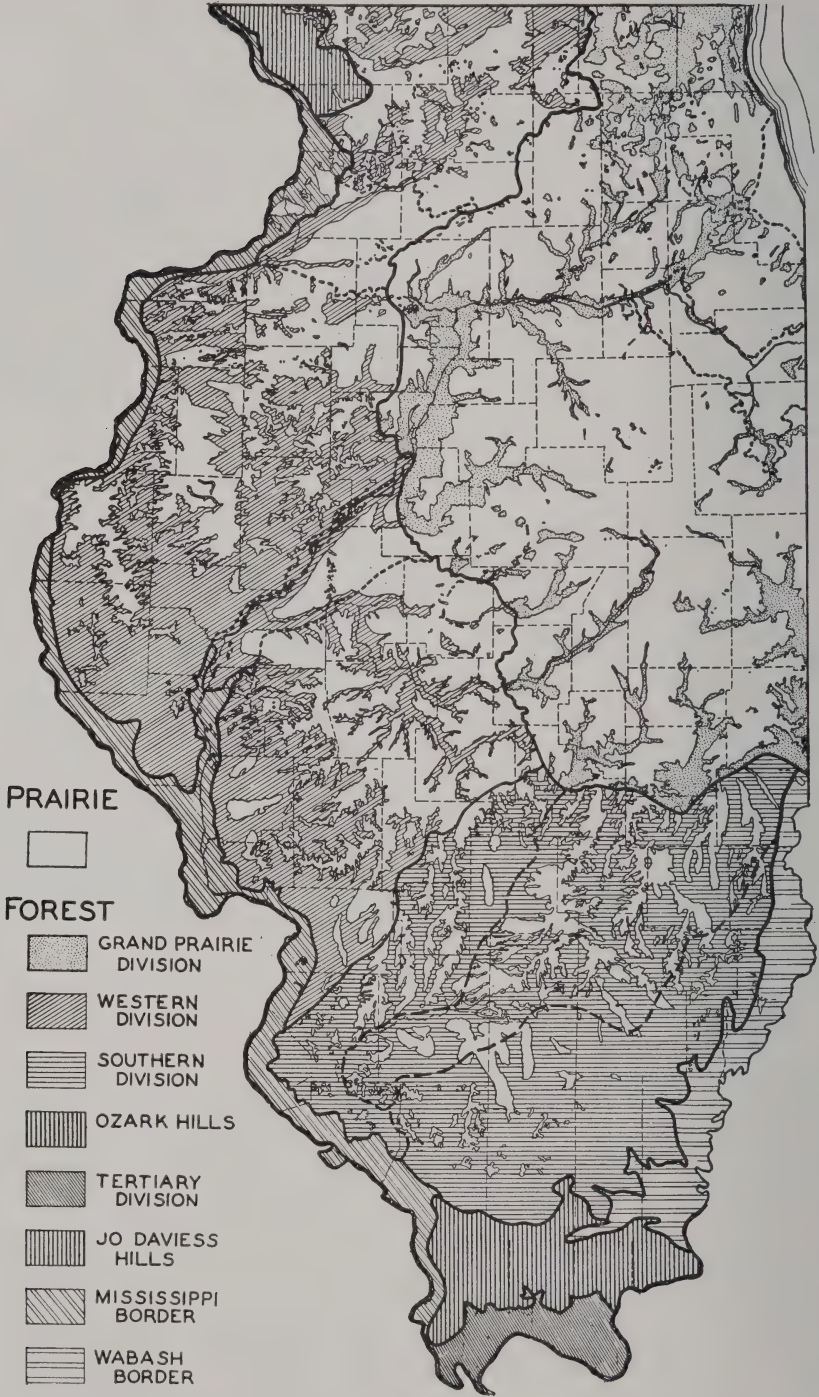 PRAIRIE
FOREST
GRAND PRAIRIE
DIVISION
WESTERN
DIVISION
SOUTHERN
DIVISION
OZARK HILLS
TERTIARY
DIVISION
JO DAVIESS
HILLS
MISSISSIPPI
BORDER
WABASH
BORDER